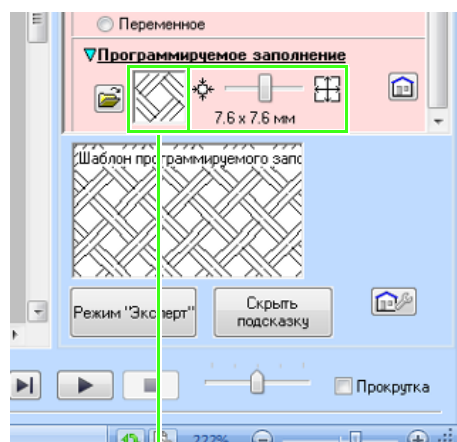 Переменное
Программируемое заполнение
7.6 x 7.6 мм
Шаблон программируемого запо
Режим "Эксперт"
Скрыть
подсказку
Прокрутка
222%